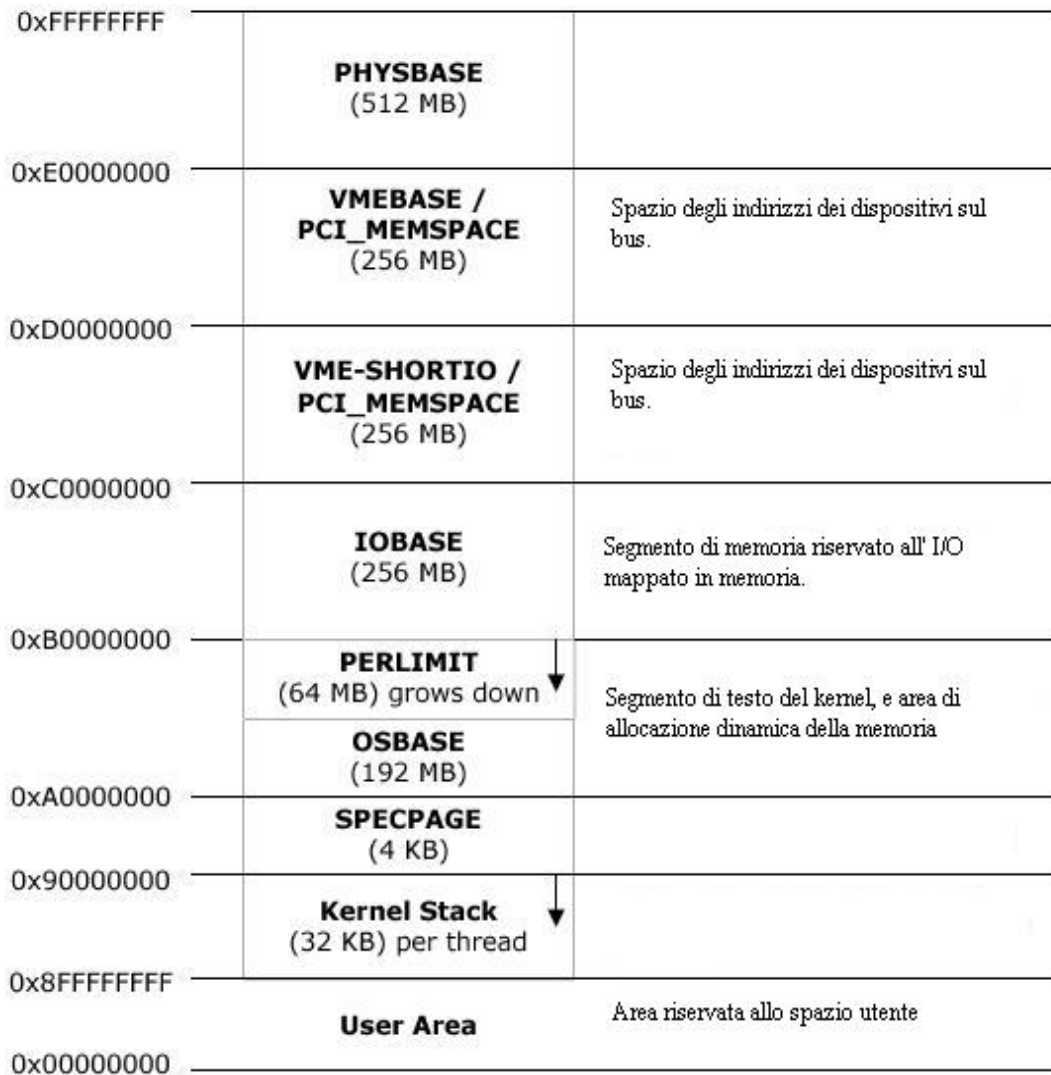 0xFFFFFFFF
PHYSBASE
(512 MB)
0xE0000000
VMEBASE /
PCI_MEMSPACE
(256 MB)
Spazio degli indirizzi dei dispositivi sul
bus.
0xD0000000
VME-SHORTIO /
PCI_MEMSPACE
(256 MB)
Spazio degli indirizzi dei dispositivi sul
bus.
0xC0000000
IOBASE
(256 MB)
Segmento di memoria riservato all' I/O
mappato in memoria.
0xB0000000
PERLIMIT
(64 MB) grows down
Segmento di testo del kernel, e area di
allocazione dinamica della memoria
OSBASE
(192 MB)
0xA0000000
SPECPAGE
(4 KB)
0x90000000
Kernel Stack
(32 KB) per thread
0x8FFFFFFFF
User Area
Area riservata allo spazio utente
0x00000000